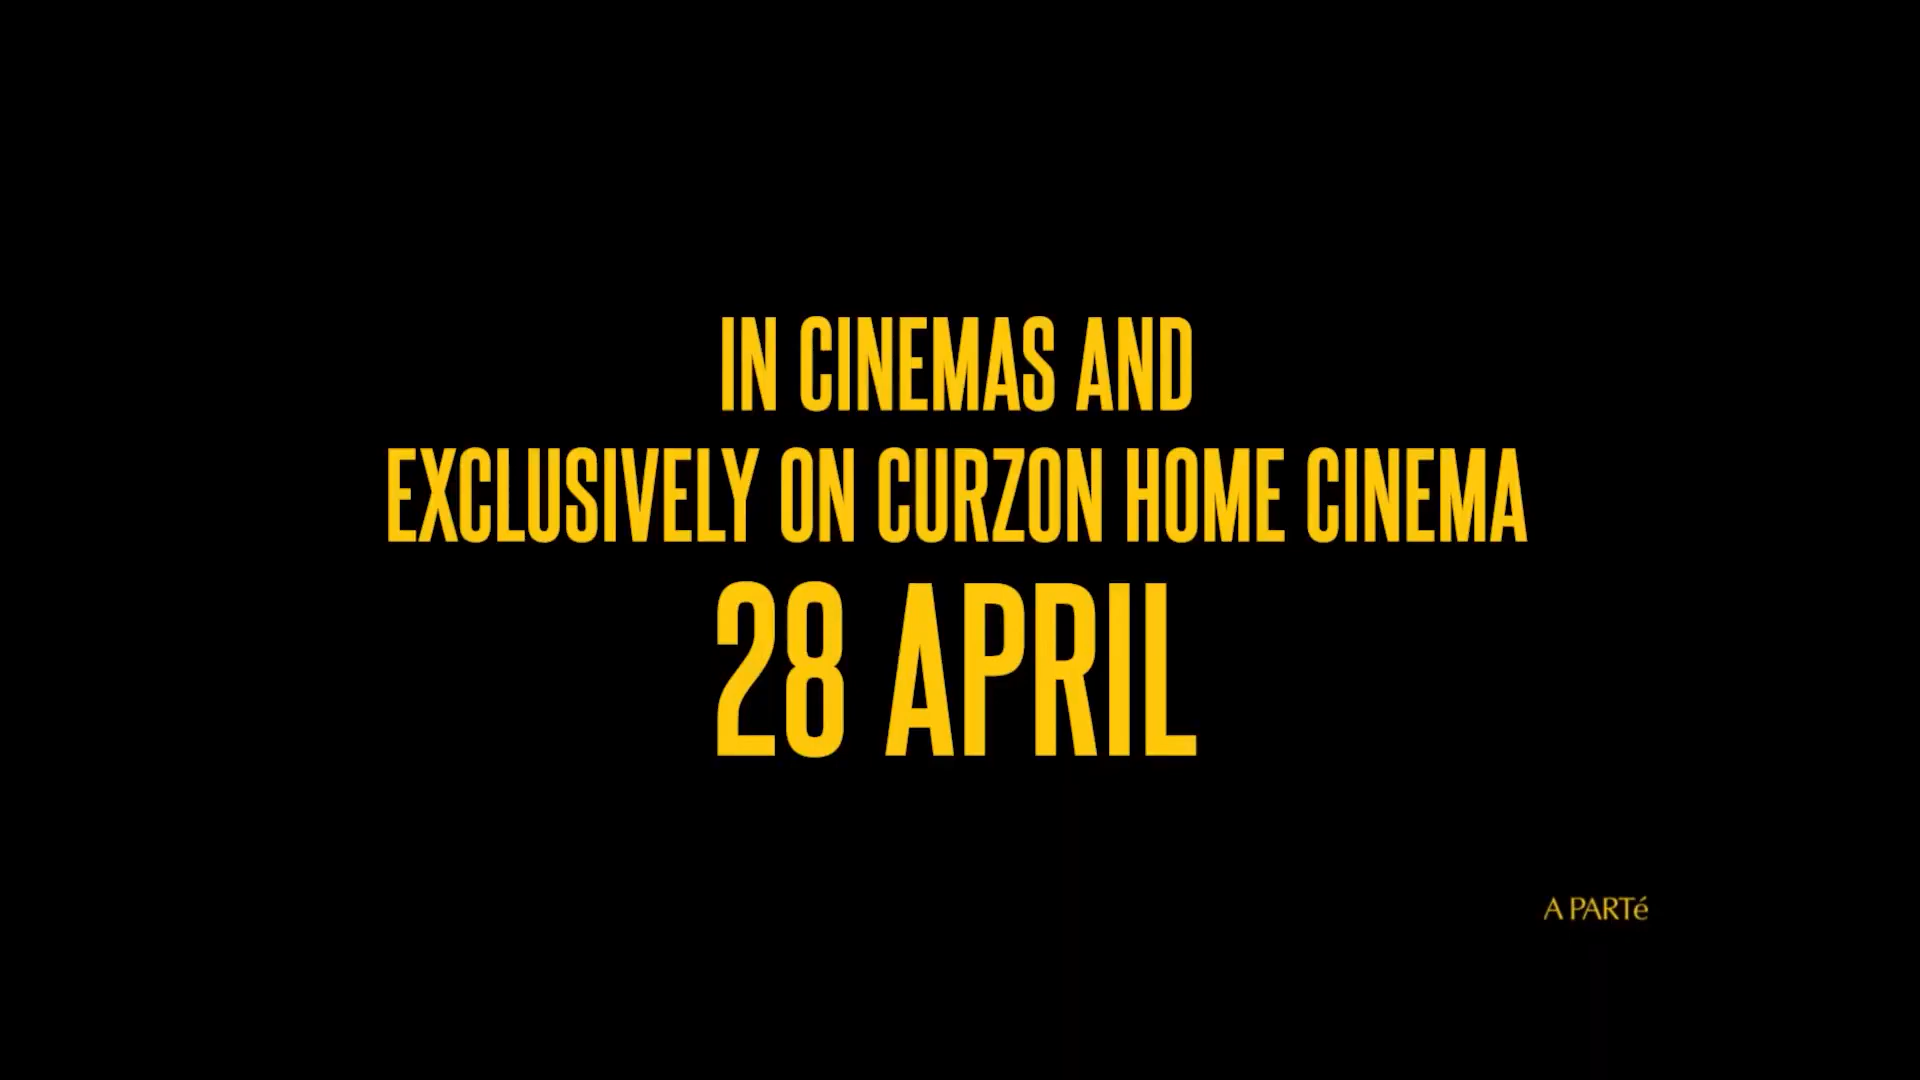 IN CINEMAS AND
EXCLUSIVELY ON CURZON HOME CINEMA
28 APRIL
A PARTé